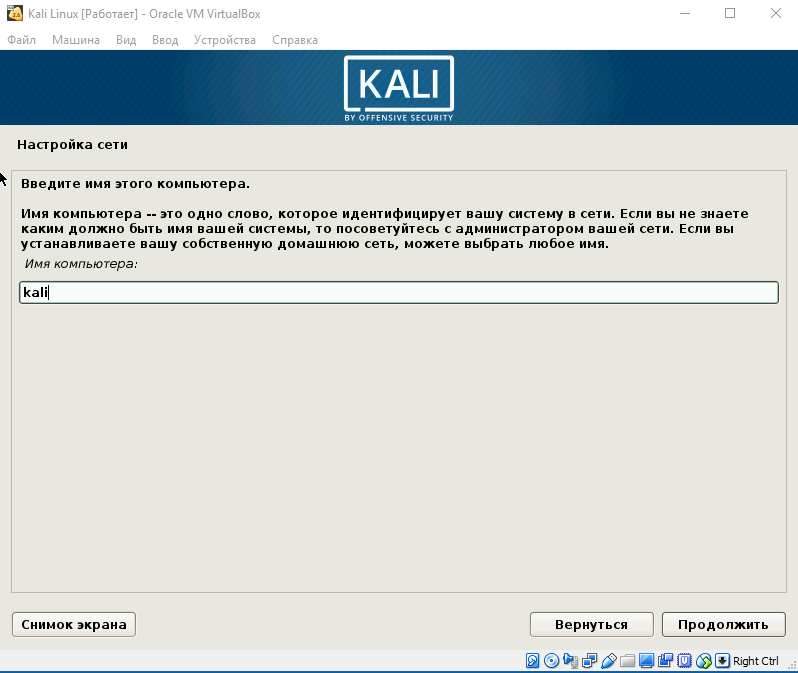 Kali Linux [Работает] - Oracle VM VirtualBox
Файл Машина Вид Ввод Устройства Справка
KALI
BY OFFENSIVE SECURITY
Настройка сети
Введите имя этого компьютера.
Имя компьютера -- это одно слово, которое идентифицирует вашу систему в сети. Если вы не знаете
каким должно быть имя вашей системы, то посоветуйтесь с администратором вашей сети. Если вы
устанавливаете вашу собственную домашнюю сеть, можете выбрать любое имя.
Имя компьютера:
kali
Снимок экрана Вернуться Продолжить
Right Ctrl